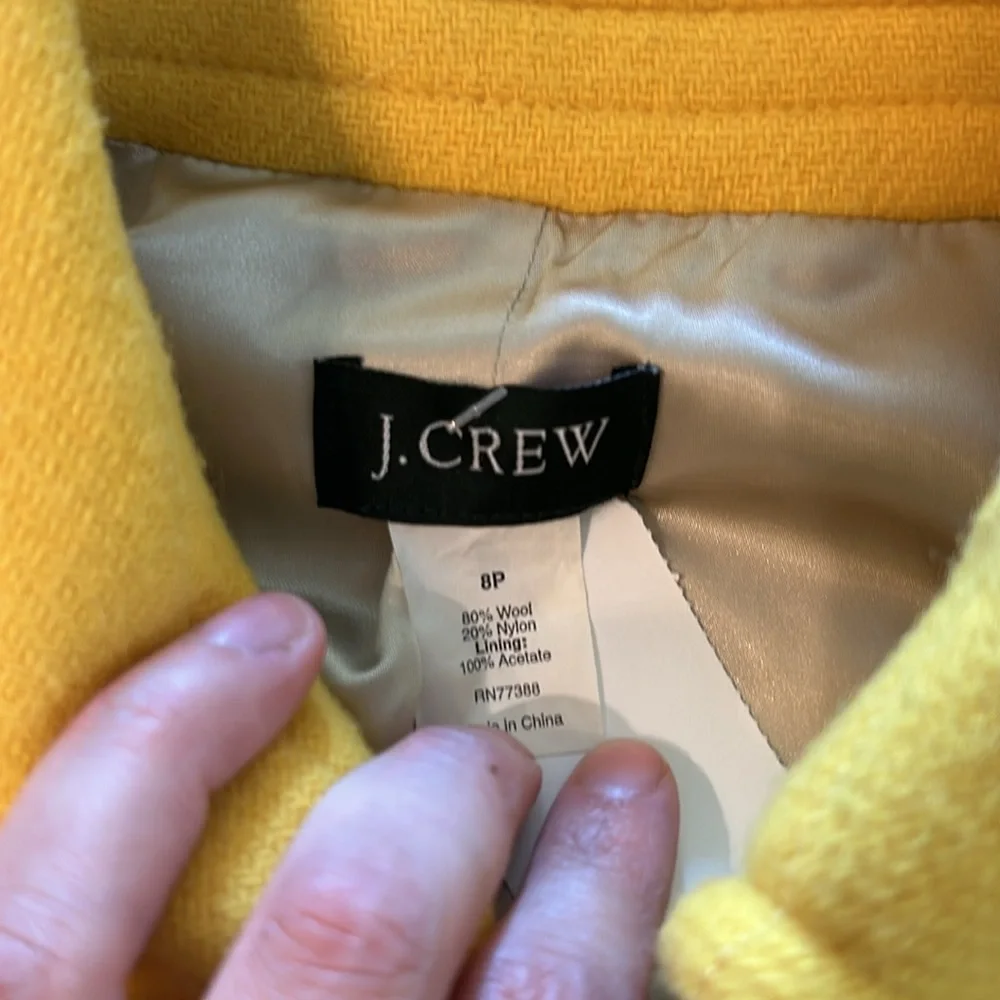 J.CREW
8P
80% Wool
20% Nylon
Lining:
100% Acetate
RN77388
in China